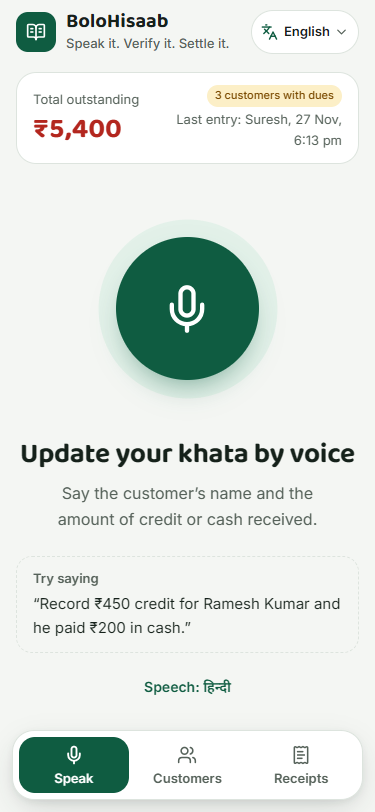 BoloHisaab
Speak it. Verify it. Settle it.
English
Total outstanding
₹5,400
3 customers with dues
Last entry: Suresh, 27 Nov,
6:13 pm
Update your khata by voice
Say the customer’s name and the
amount of credit or cash received.
Try saying
“Record ₹450 credit for Ramesh Kumar and
he paid ₹200 in cash.”
Speech: हिन्दी
Speak
Customers
Receipts